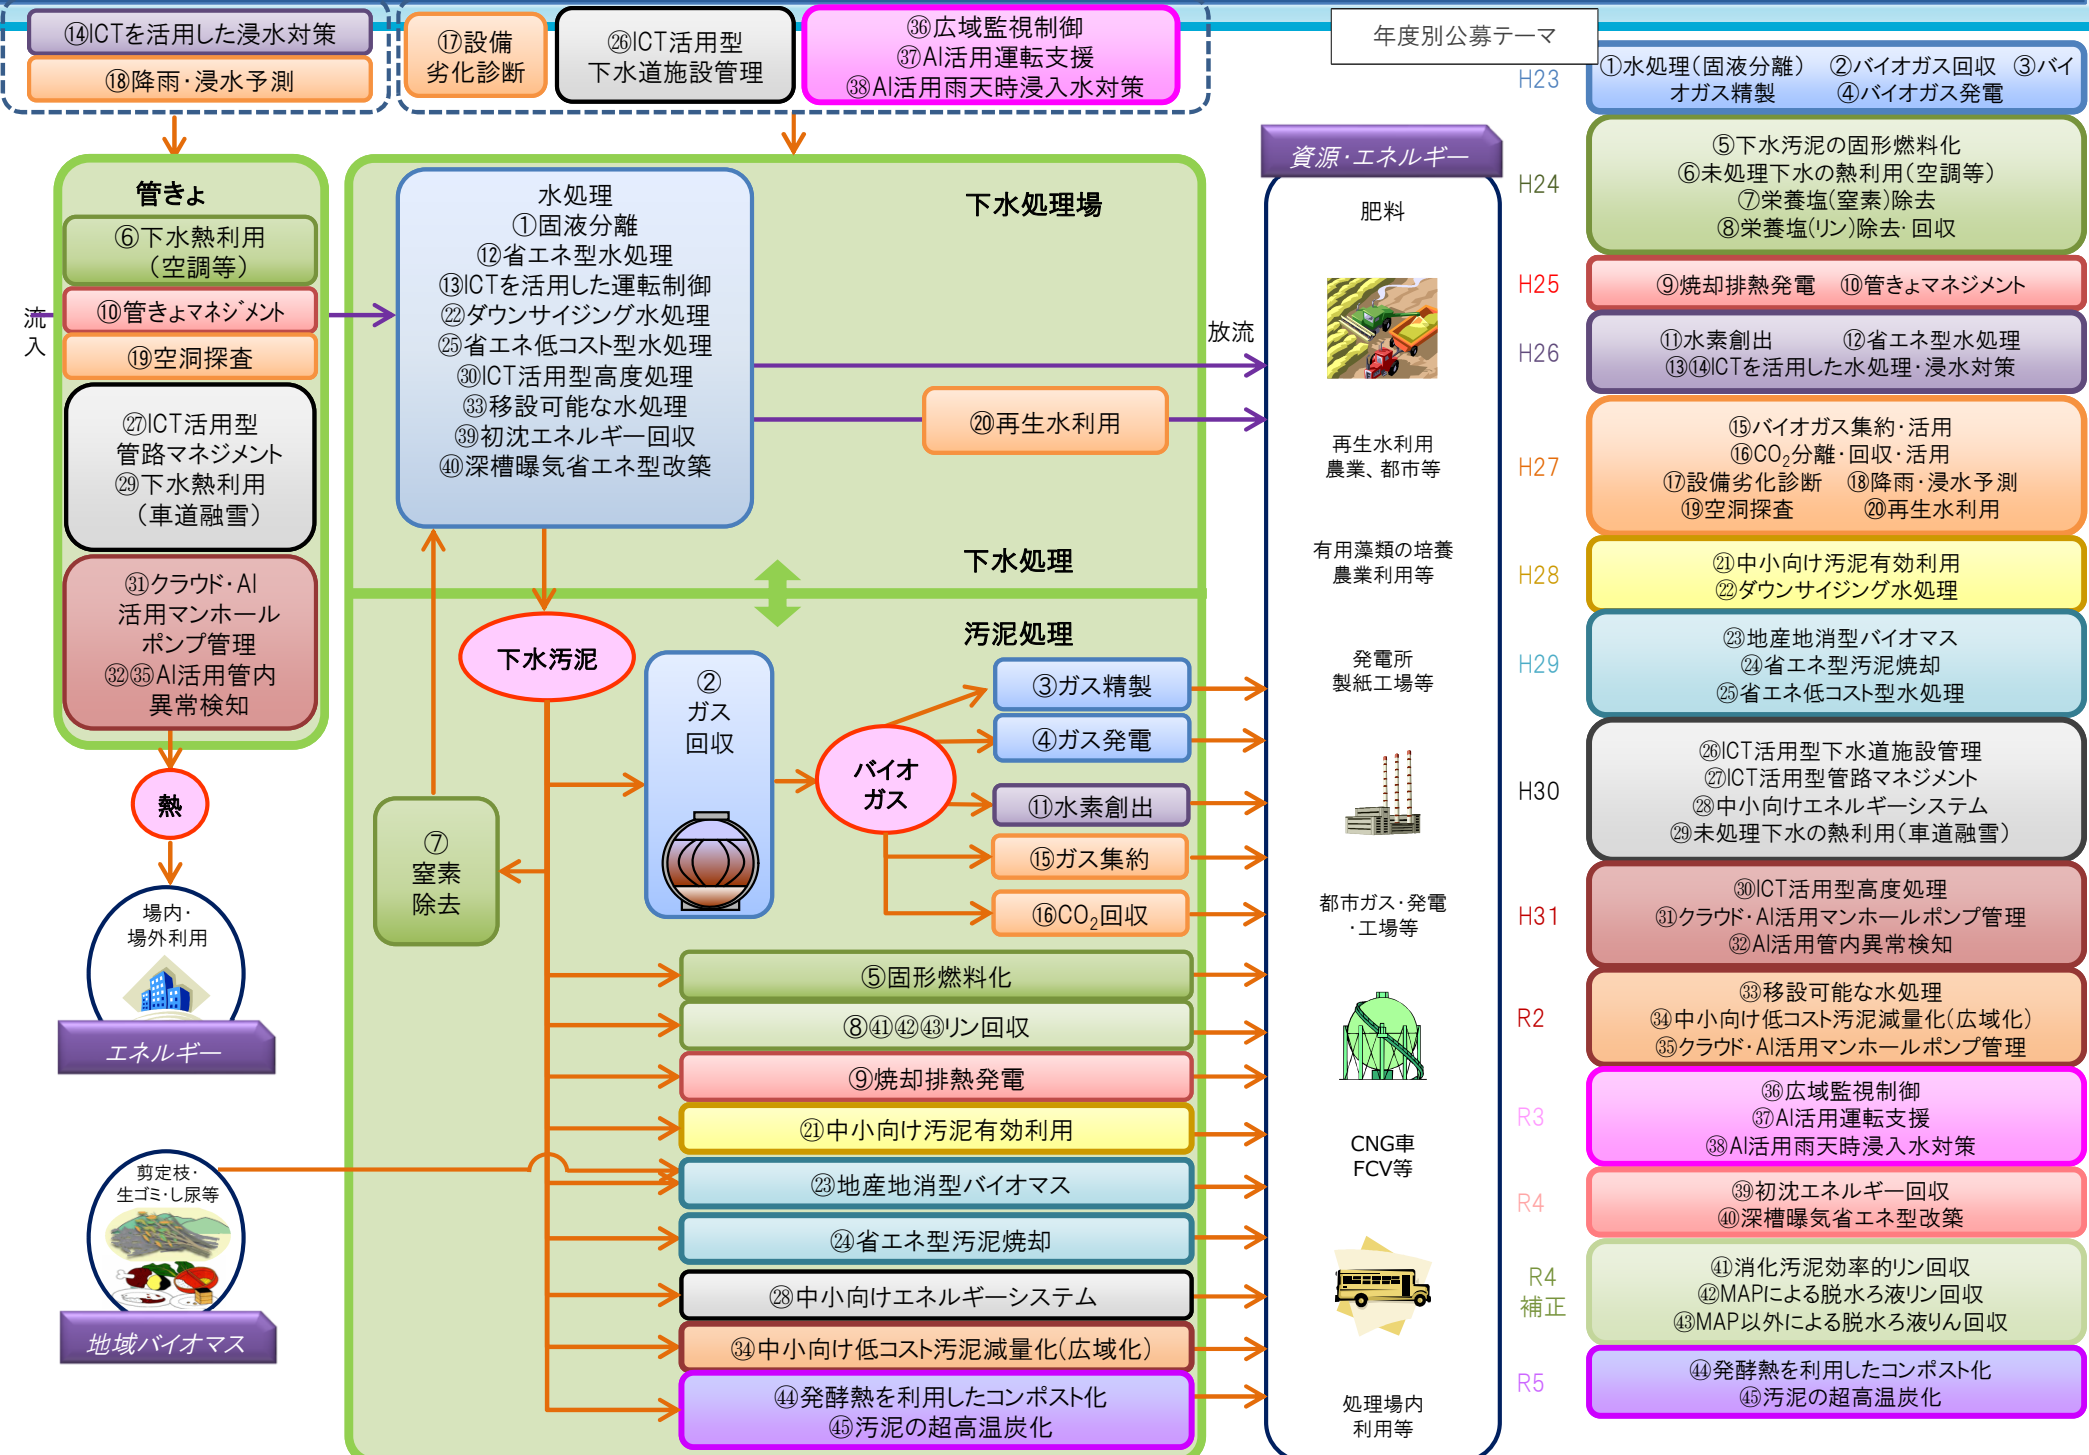 ⑭ICTを活用した浸水対策
⑱降雨・浸水予測
⑰設備
劣化診断
㉖ICT活用型
下水道施設管理
㊱広域監視制御
㊲AI活用運転支援
㊳AI活用雨天時浸入水対策
年度別公募テーマ
管きょ
⑥下水熱利用
（空調等）
⑩管きょマネジメント
⑲空洞探査
㉗ICT活用型
管路マネジメント
㉙下水熱利用
（車道融雪）
㉛クラウド・AI
活用マンホール
ポンプ管理
㉜㉟AI活用管内
異常検知
流
入
熱
場内・
場外利用
エネルギー
剪定枝・
生ゴミ・し尿等
地域バイオマス
下水処理場
水処理
①固液分離
⑫省エネ型水処理
⑬ICTを活用した運転制御
㉒ダウンサイジング水処理
㉕省エネ低コスト型水処理
㉚ICT活用型高度処理
㉝移設可能な水処理
㊴初沈エネルギー回収
㊵深槽曝気省エネ型改築
⑳再生水利用
放流
下水処理
汚泥処理
下水汚泥
②
ガス
回収
バイオ
ガス
③ガス精製
④ガス発電
⑪水素創出
⑮ガス集約
⑯CO₂回収
⑦
窒素
除去
⑤固形燃料化
⑧㊶㊷㊸リン回収
⑨焼却排熱発電
㉑中小向け汚泥有効利用
㉓地産地消型バイオマス
㉔省エネ型汚泥焼却
㉘中小向けエネルギーシステム
㉞中小向け低コスト汚泥減量化(広域化)
㊹発酵熱を利用したコンポスト化
㊺汚泥の超高温炭化
資源・エネルギー
肥料
再生水利用
農業、都市等
有用藻類の培養
農業利用等
発電所
製紙工場等
都市ガス・発電
・工場等
CNG車
FCV等
処理場内
利用等
H23
①水処理(固液分離)　②バイオガス回収　③バイ
オガス精製　④バイオガス発電
H24
⑤下水汚泥の固形燃料化
⑥未処理下水の熱利用(空調等)
⑦栄養塩(窒素)除去
⑧栄養塩(リン)除去・回収
H25
⑨焼却排熱発電　⑩管きょマネジメント
H26
⑪水素創出　⑫省エネ型水処理
⑬⑭ICTを活用した水処理・浸水対策
H27
⑮バイオガス集約・活用
⑯CO₂分離・回収・活用
⑰設備劣化診断　⑱降雨・浸水予測
⑲空洞探査　⑳再生水利用
H28
㉑中小向け汚泥有効利用
㉒ダウンサイジング水処理
H29
㉓地産地消型バイオマス
㉔省エネ型汚泥焼却
㉕省エネ低コスト型水処理
H30
㉖ICT活用型下水道施設管理
㉗ICT活用型管路マネジメント
㉘中小向けエネルギーシステム
㉙未処理下水の熱利用(車道融雪)
H31
㉚ICT活用型高度処理
㉛クラウド・AI活用マンホールポンプ管理
㉜AI活用管内異常検知
R2
㉝移設可能な水処理
㉞中小向け低コスト汚泥減量化(広域化)
㉟クラウド・AI活用マンホールポンプ管理
R3
㊱広域監視制御
㊲AI活用運転支援
㊳AI活用雨天時浸入水対策
R4
㊴初沈エネルギー回収
㊵深槽曝気省エネ型改築
R4
補正
㊶消化汚泥効率的リン回収
㊷MAPによる脱水ろ液リン回収
㊸MAP以外による脱水ろ液りん回収
R5
㊹発酵熱を利用したコンポスト化
㊺汚泥の超高温炭化